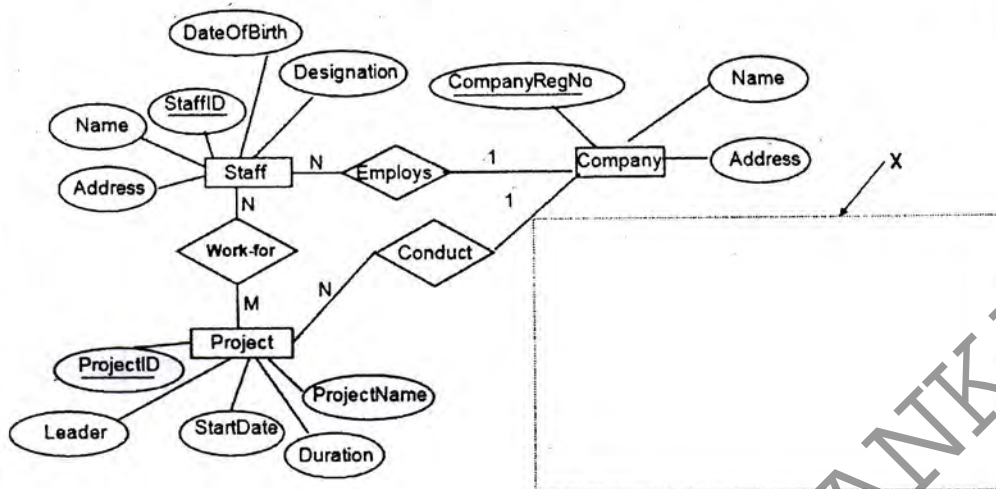 DateOfBirth
Designation
StaffID
Name
Address
Staff
CompanyRegNo
Name
Company
Address
N
Employs
1
X
N
Work-for
M
1
Conduct
N
Project
ProjectID
Leader
StartDate
Duration
ProjectName